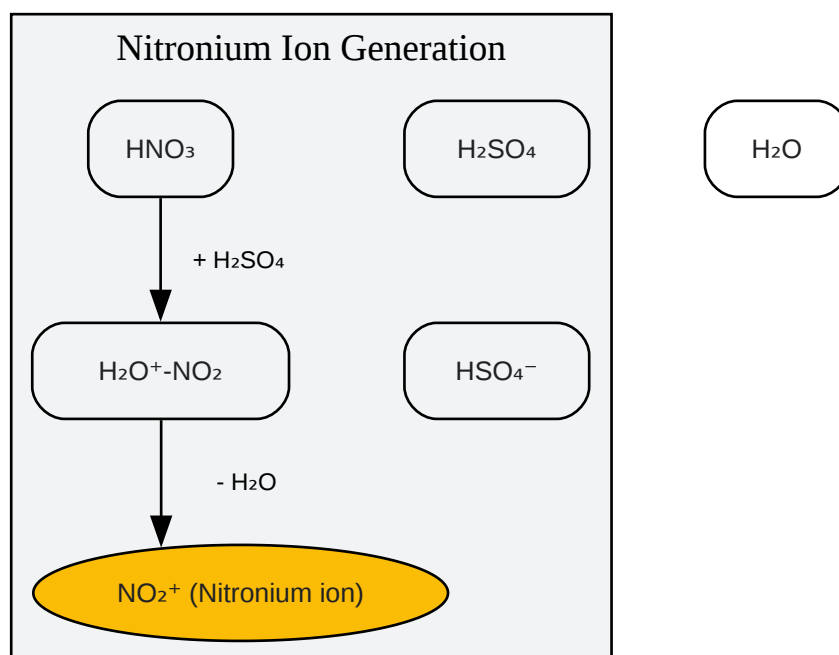 Nitronium Ion Generation
HNO₃
H₂SO₄
H₂O
+ H₂SO₄
H₂O⁺-NO₂
HSO₄⁻
- H₂O
NO₂⁺ (Nitronium ion)